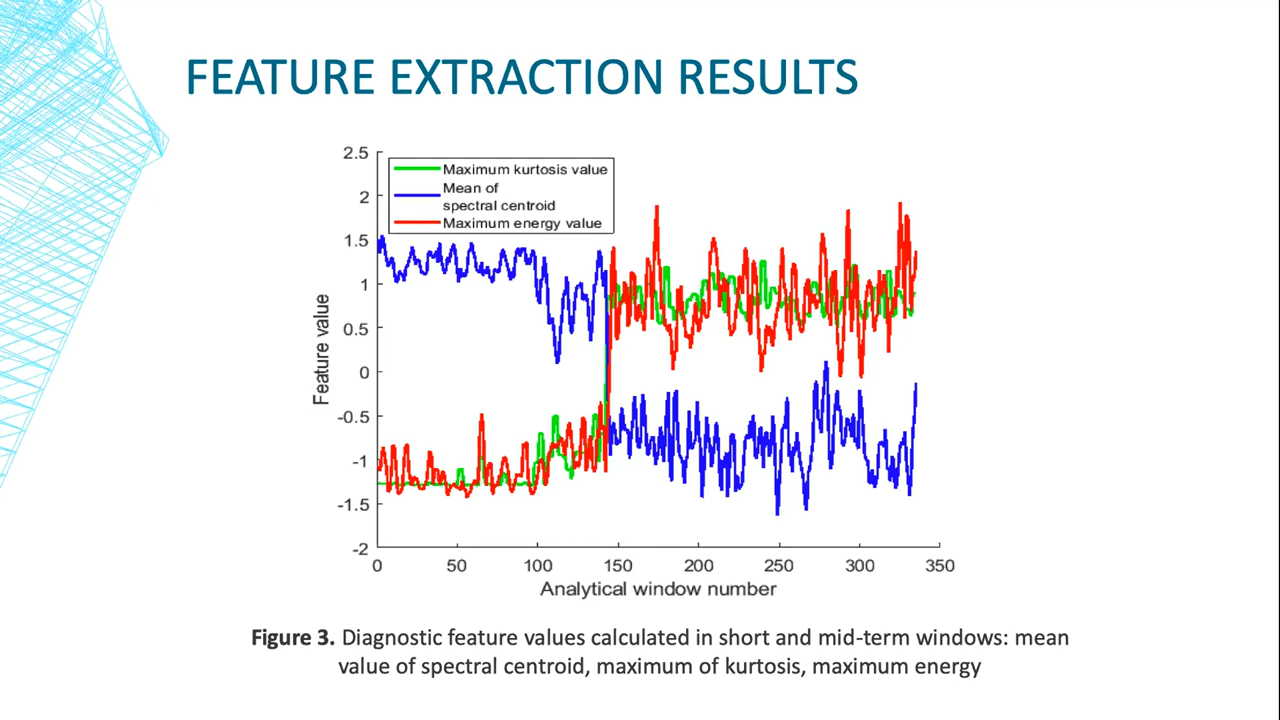 FEATURE EXTRACTION RESULTS
2.5
2
1.5
1
0.5
0
-0.5
-1
-1.5
-2
Maximum kurtosis value
Mean of
spectral centroid
Maximum energy value
Feature value
0 50 100 150 200 250 300 350
Analytical window number
Figure 3. Diagnostic feature values calculated in short and mid-term windows: mean
value of spectral centroid, maximum of kurtosis, maximum energy